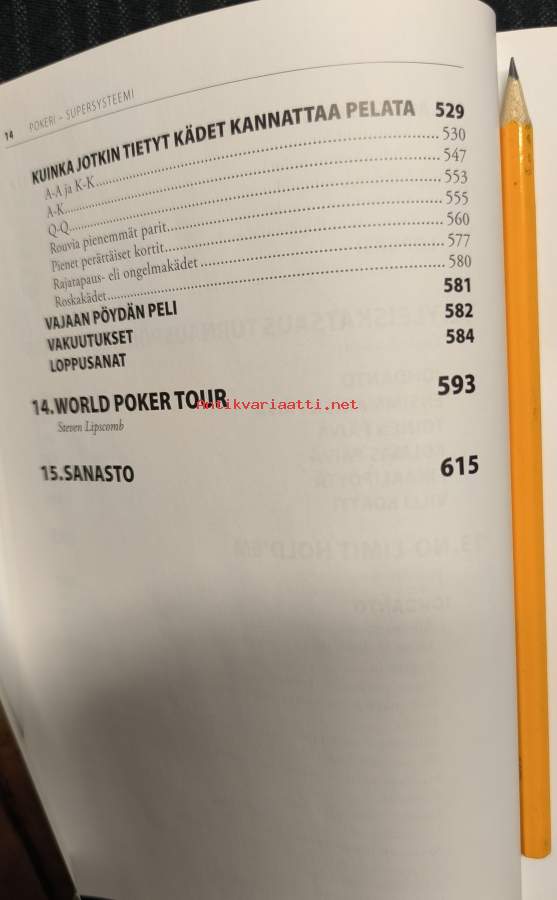 14 POKERI – SUPERSYSTEEMI
KUINKA JOTKIN TIETYT KÄDET KANNATTAA PELATA 529
A-A ja K-K 530
A-K 547
Q-Q 553
Rouvia pienemmät parit 555
Pienet perättäiset kortit 560
Rajatapaus- eli ongelmakädet 577
Roskakädet 580
VAJAAN PÖYDÄN PELI 581
VAKUUTUKSET 582
LOPPUSANAT 584
14.WORLD POKER TOUR 593
Antikvariaatti.net
Steven Lipscomb
15.SANASTO 615